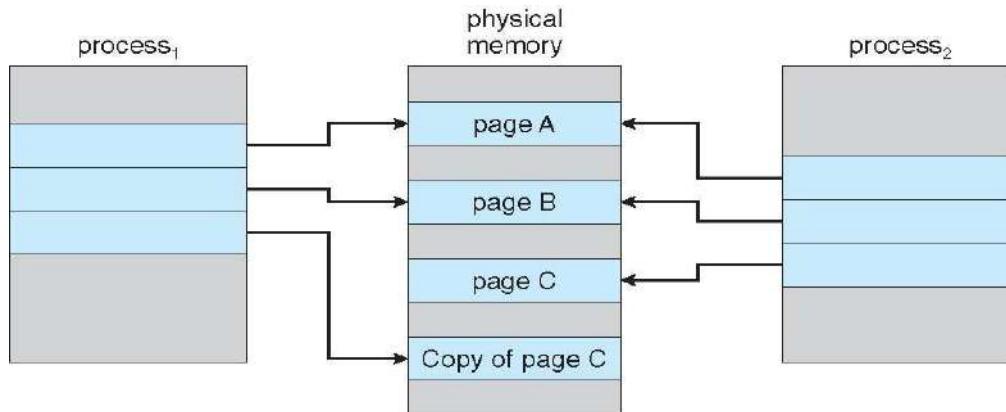 process₁
physical
memory
process₂
page A
page B
page C
Copy of page C